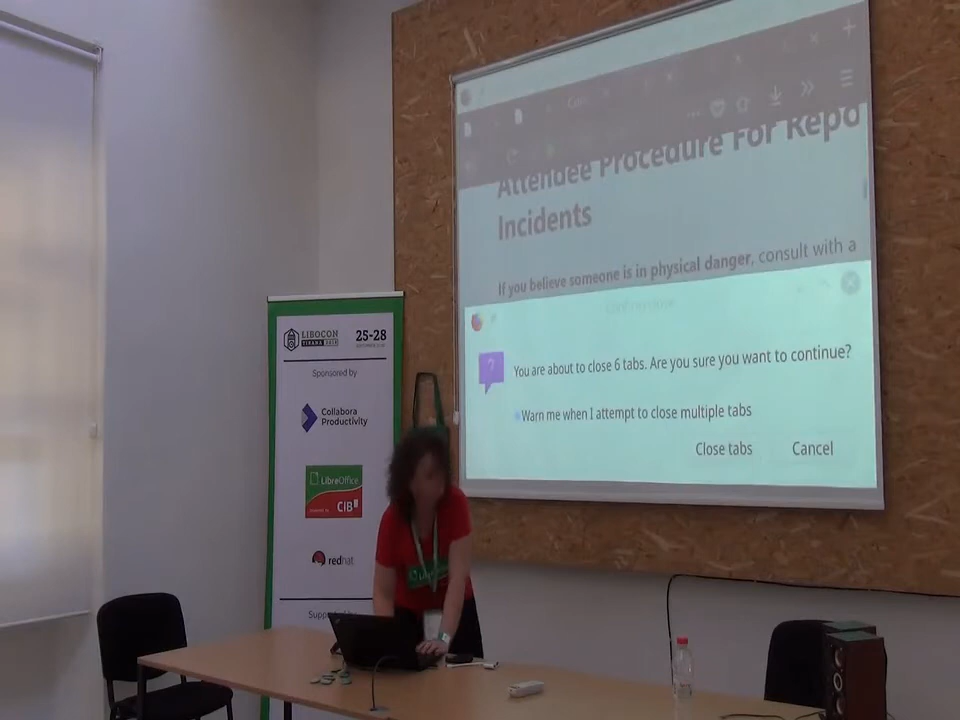 Attendee Procedure For Repo
Incidents
If you believe someone is in physical danger, consult with a
You are about to close 6 tabs. Are you sure you want to continue?
Warn me when I attempt to close multiple tabs
Close tabs
Cancel
LIBOCON
TIRANA 2018
25-28
Sponsored by
Collabora
Productivity
LibreOffice
CIB
redhat